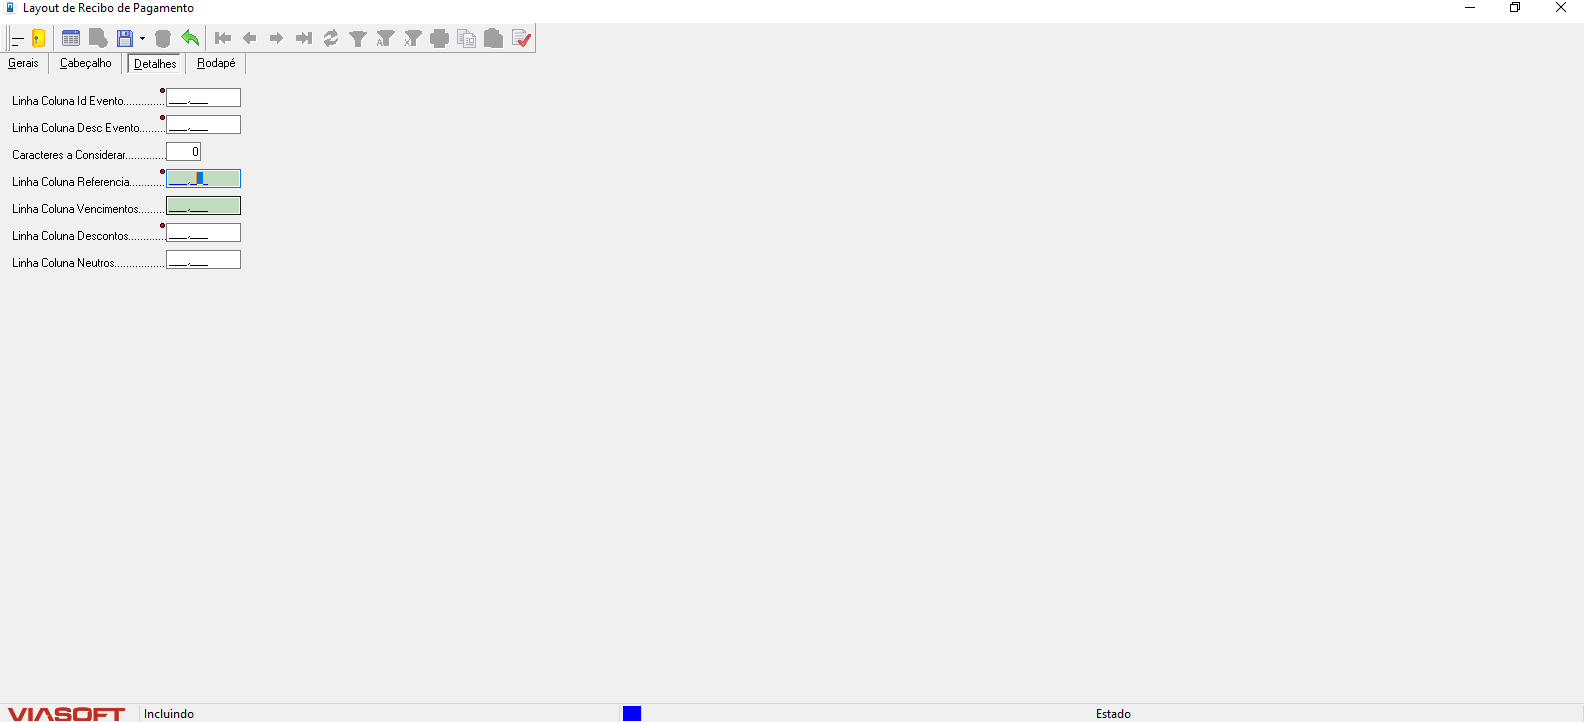 Layout de Recibo de Pagamento
Gerais Cabeçalho Detalhes Rodapé
Linha Coluna Id Evento.............. ___.___
Linha Coluna Desc Evento......... ___.___
Caracteres a Considerar.............. 0
Linha Coluna Referencia............ ___.___
Linha Coluna Vencimentos......... ___.___
Linha Coluna Descontos............. ___.___
Linha Coluna Neutros................. ___.___
VIASOFT Incluindo Estado